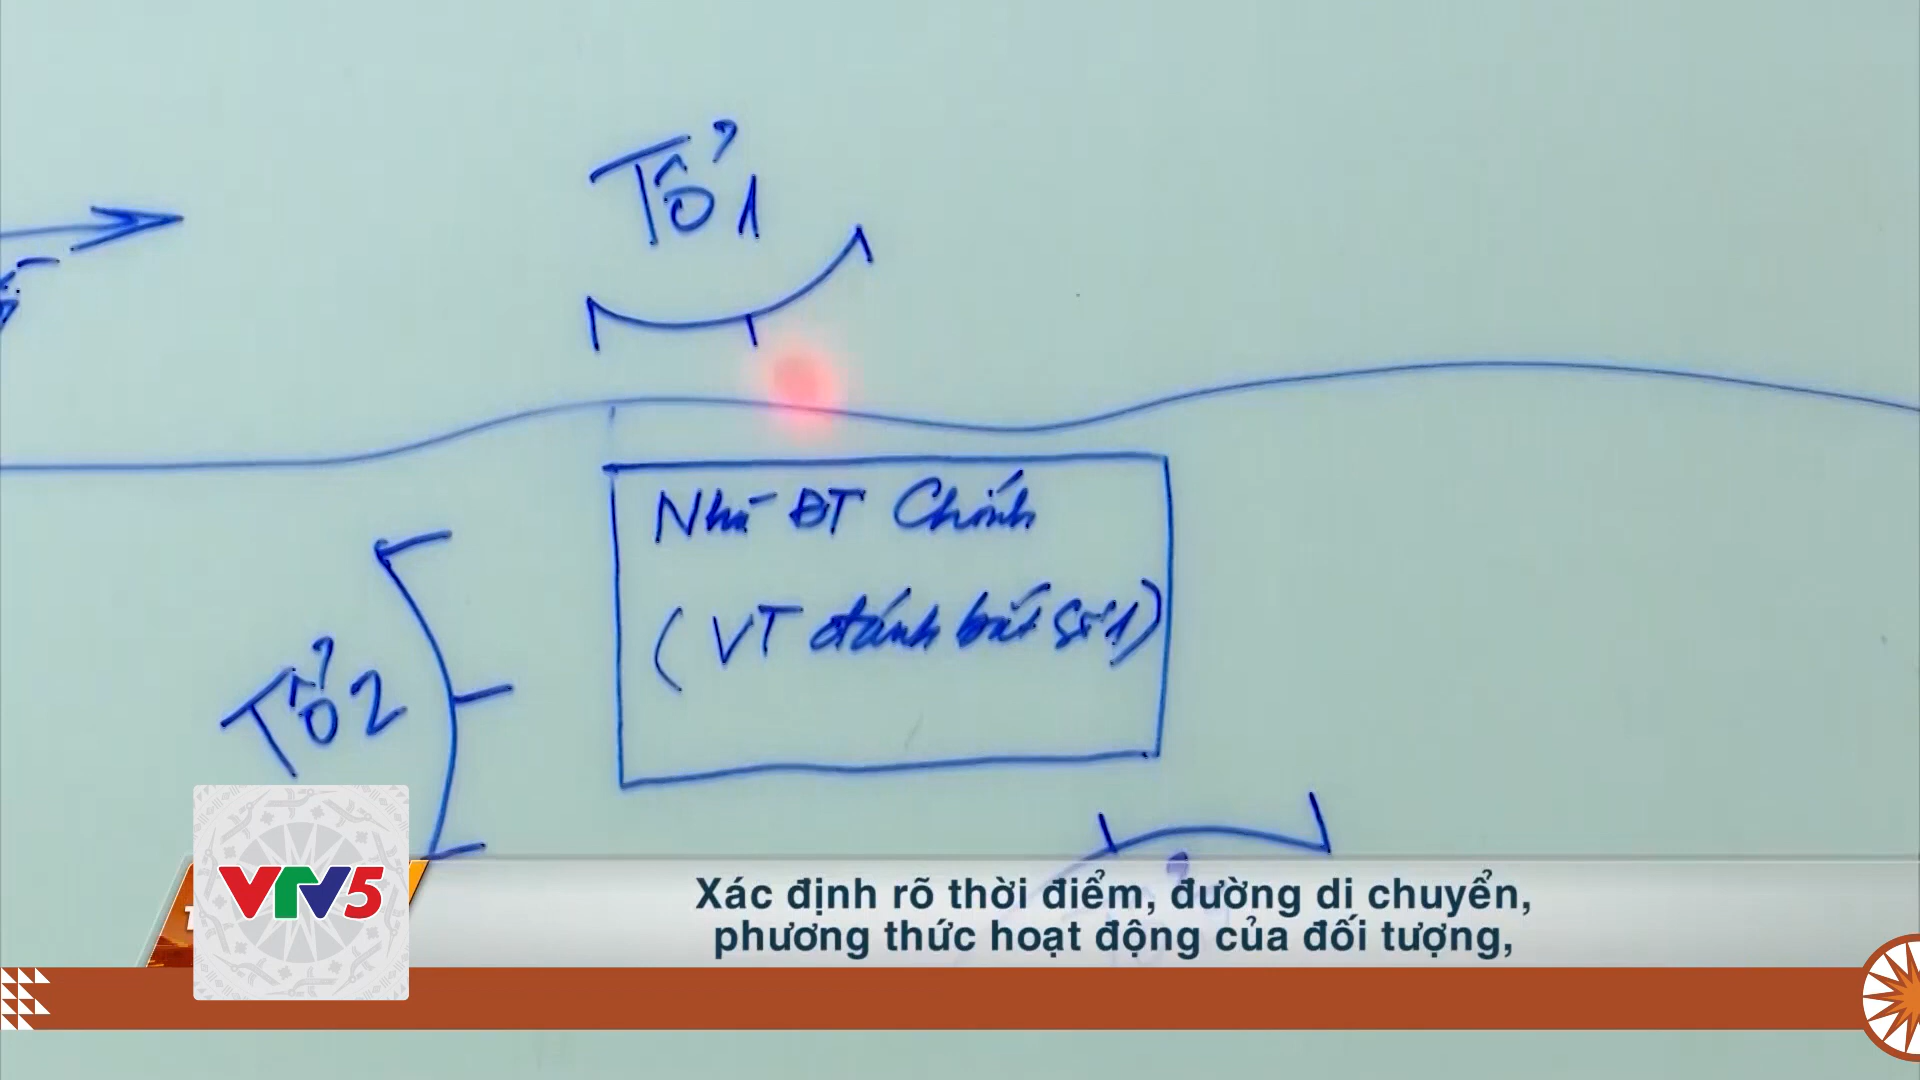 Tổ 1
Nhà ĐT Chính
(VT đánh bắt số 1)
Tổ 2
VTV5
Xác định rõ thời điểm, đường di chuyển,
phương thức hoạt động của đối tượng,